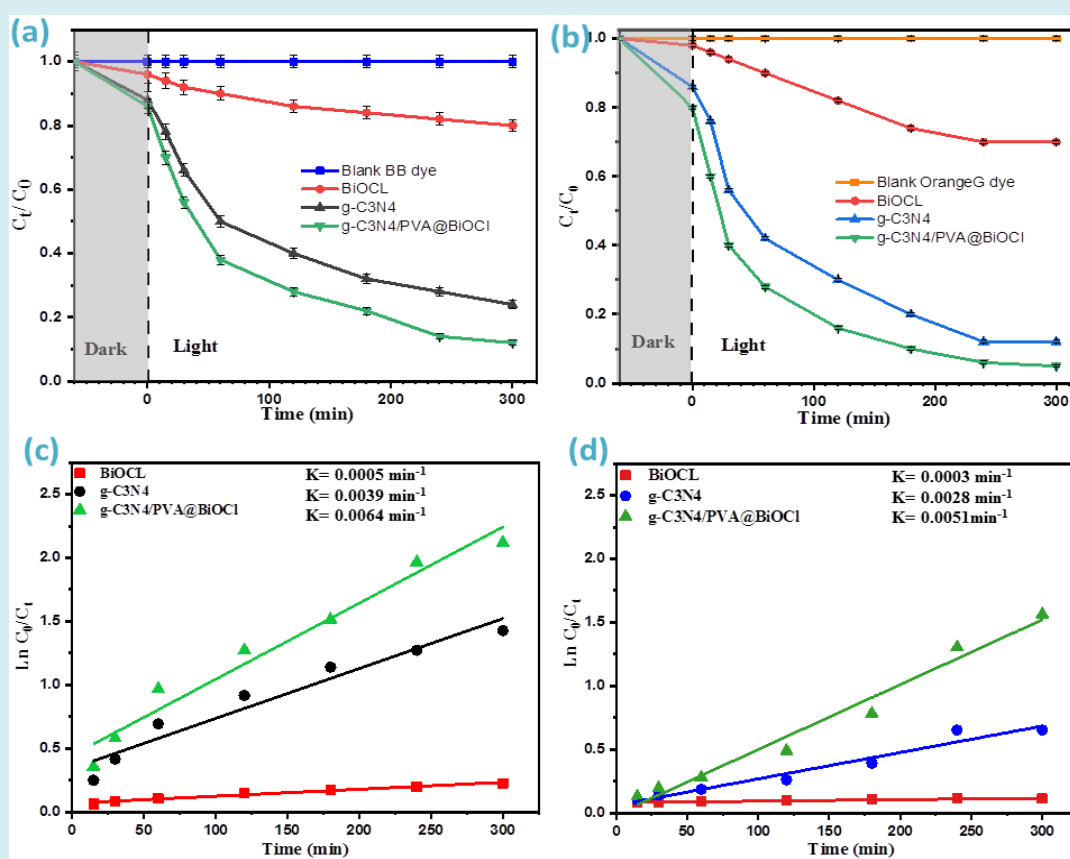 (a)
1.0
0.8
0.6
0.4
0.2
0.0
Ct/C0
Blank BB dye
BiOCL
g-C3N4
g-C3N4/PVA@BiOCl
Dark
Light
0 100 200 300
Time (min)
(b)
1.0
0.8
0.6
0.4
0.2
0.0
Ct/C0
Blank OrangeG dye
BiOCL
g-C3N4
g-C3N4/PVA@BiOCl
Dark
Light
0 100 200 300
Time (min)
(c)
2.5
2.0
1.5
1.0
0.5
0.0
Ln C0/Ct
BiOCL K= 0.0005 min-1
g-C3N4 K= 0.0039 min-1
g-C3N4/PVA@BiOCl K= 0.0064 min-1
0 50 100 150 200 250 300
Time (min)
(d)
2.5
2.0
1.5
1.0
0.5
0.0
Ln C0/Ct
BiOCL K= 0.0003 min-1
g-C3N4 K= 0.0028 min-1
g-C3N4/PVA@BiOCl K= 0.0051min-1
0 50 100 150 200 250 300
Time (min)